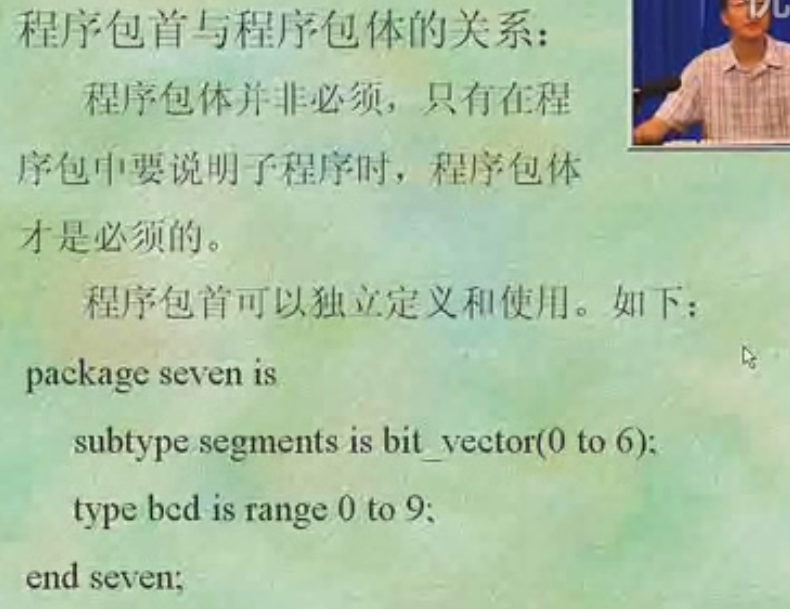 程序包首与程序包体的关系：
程序包体并非必须，只有在程
序包中要说明子程序时，程序包体
才是必须的。
程序包首可以独立定义和使用。如下：
package seven is
subtype segments is bit_vector(0 to 6);
type bcd is range 0 to 9;
end seven;